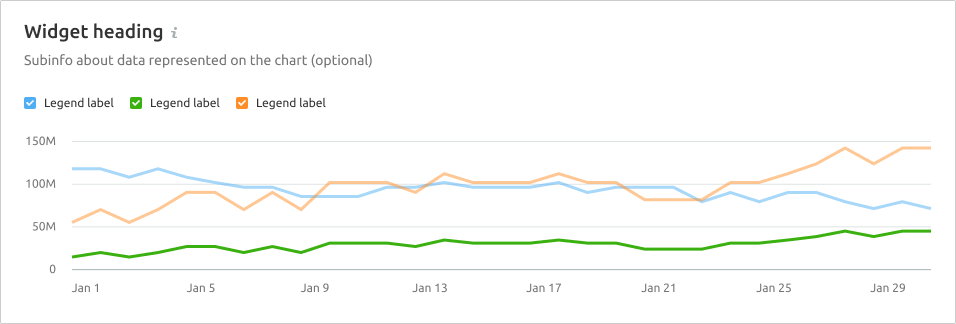 Widget heading i
Subinfo about data represented on the chart (optional)
Legend label Legend label Legend label
150M
100M
50M
0
Jan 1 Jan 5 Jan 9 Jan 13 Jan 17 Jan 21 Jan 25 Jan 29